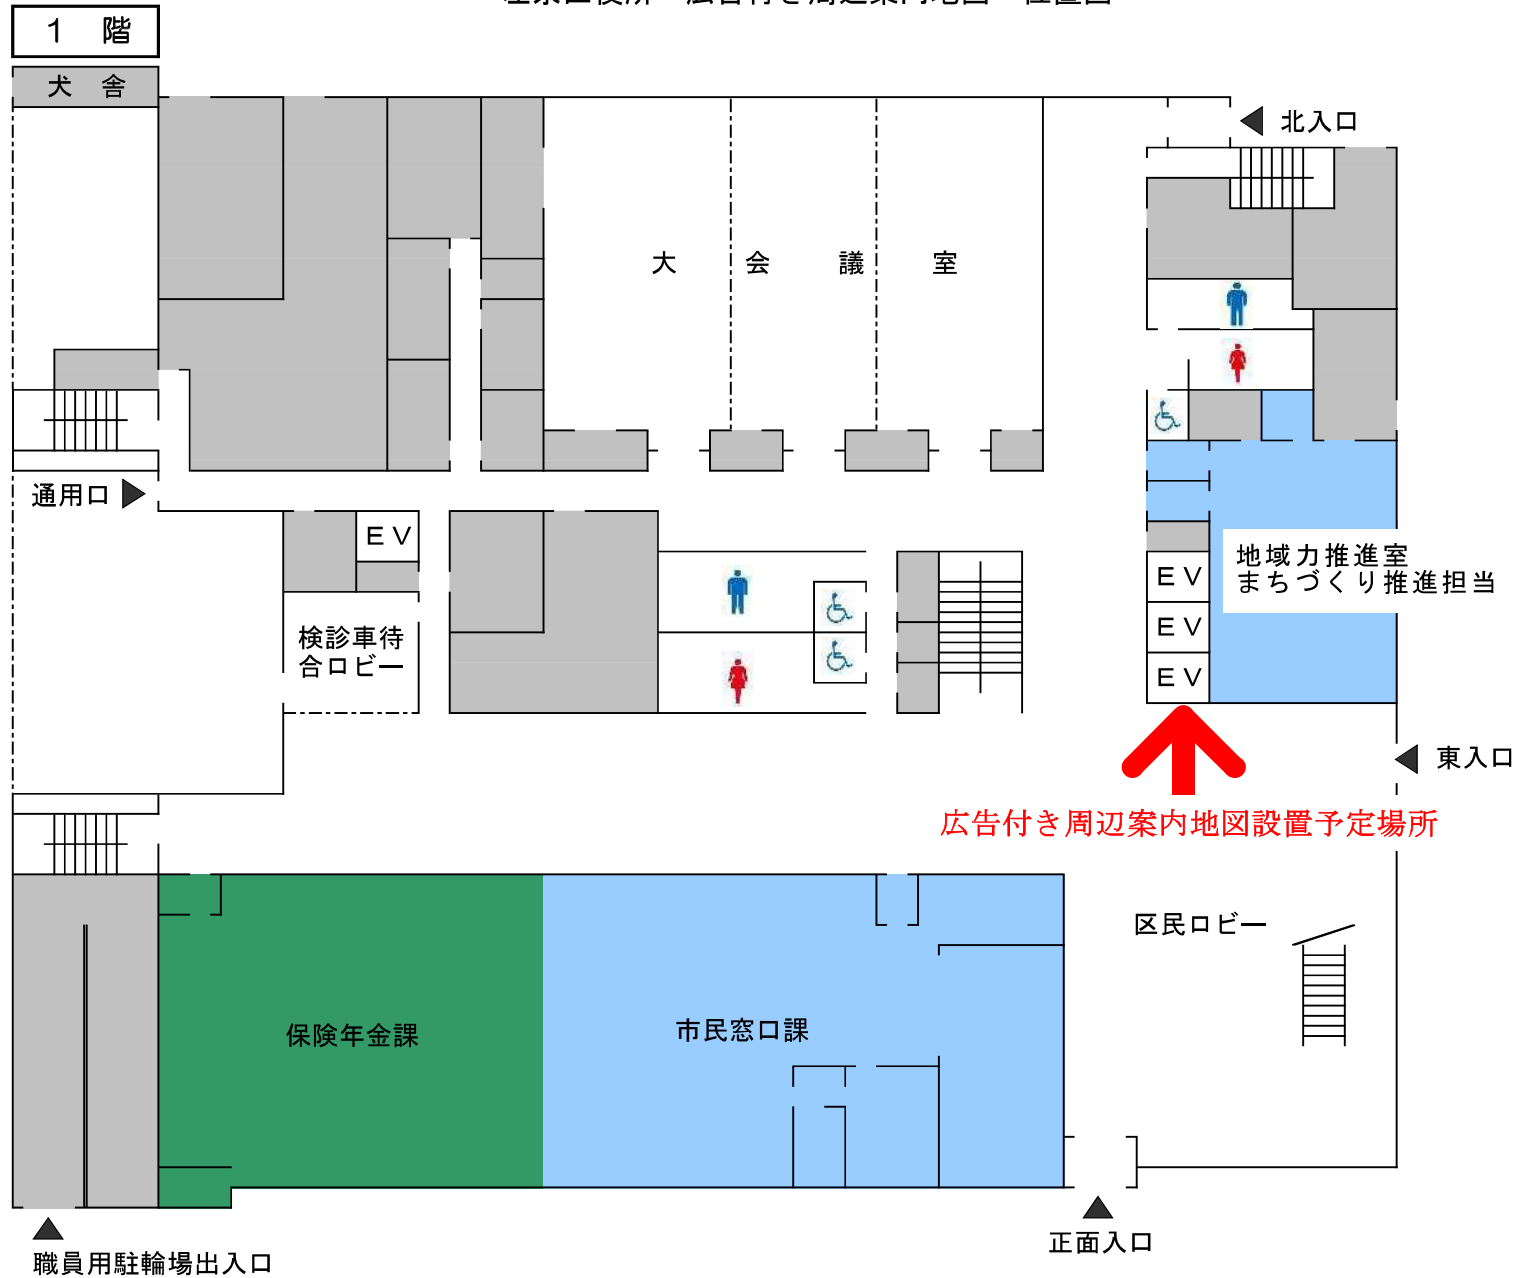 １　階
犬　舎
北入口
大　会　議　室
通用口
ＥＶ
地域力推進室
まちづくり推進担当
ＥＶ
ＥＶ
ＥＶ
検診車待
合ロビー
東入口
広告付き周辺案内地図設置予定場所
区民ロビー
保険年金課
市民窓口課
正面入口
職員用駐輪場出入口